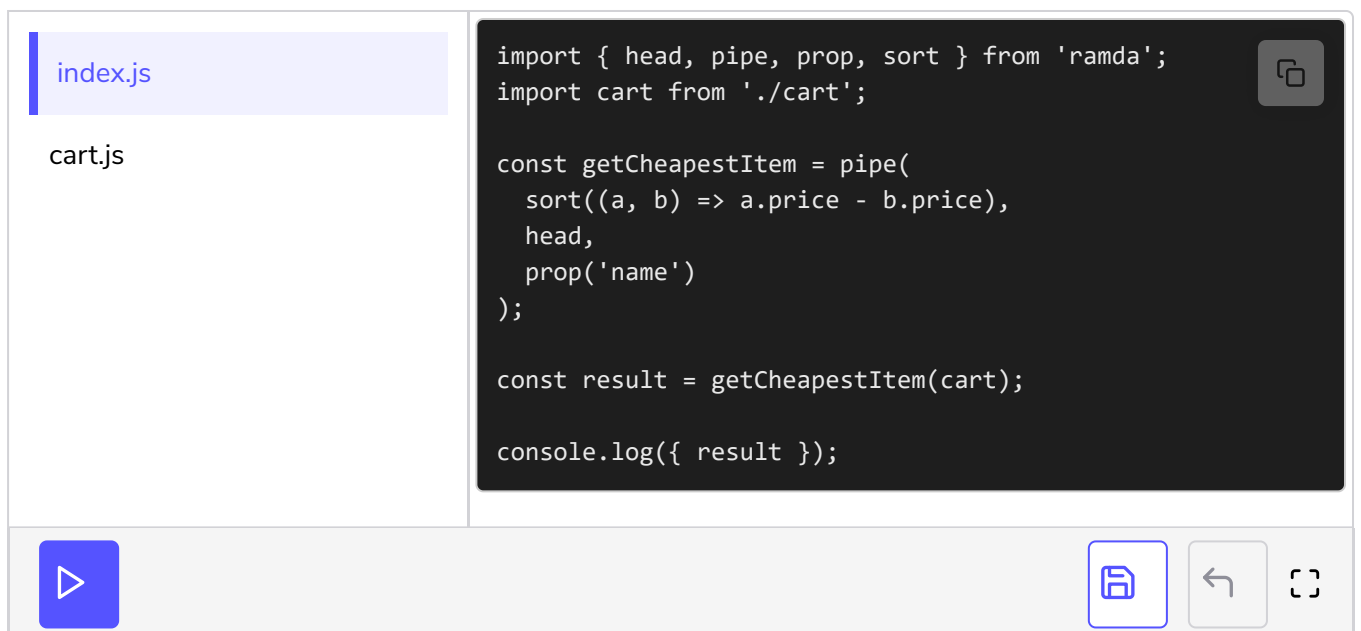 index.js
cart.js
import { head, pipe, prop, sort } from 'ramda';
import cart from './cart';

const getCheapestItem = pipe(
  sort((a, b) => a.price - b.price),
  head,
  prop('name')
);

const result = getCheapestItem(cart);

console.log({ result });